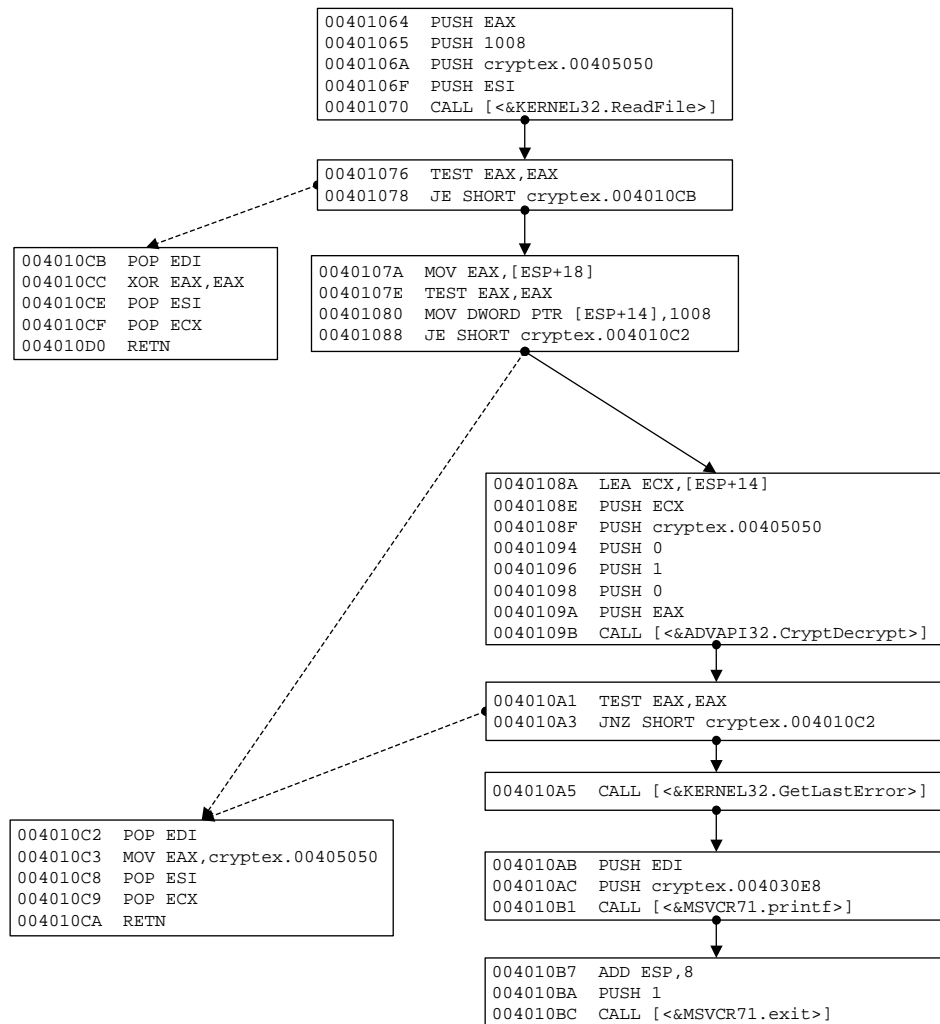 00401064 PUSH EAX
00401065 PUSH 1008
0040106A PUSH cryptex.00405050
0040106F PUSH ESI
00401070 CALL [<&KERNEL32.ReadFile>]
00401076 TEST EAX,EAX
00401078 JE SHORT cryptex.004010CB
004010CB POP EDI
004010CC XOR EAX,EAX
004010CE POP ESI
004010CF POP ECX
004010D0 RETN
0040107A MOV EAX,[ESP+18]
0040107E TEST EAX,EAX
00401080 MOV DWORD PTR [ESP+14],1008
00401088 JE SHORT cryptex.004010C2
0040108A LEA ECX,[ESP+14]
0040108E PUSH ECX
0040108F PUSH cryptex.00405050
00401094 PUSH 0
00401096 PUSH 1
00401098 PUSH 0
0040109A PUSH EAX
0040109B CALL [<&ADVAPI32.CryptDecrypt>]
004010A1 TEST EAX,EAX
004010A3 JNZ SHORT cryptex.004010C2
004010A5 CALL [<&KERNEL32.GetLastError>]
004010C2 POP EDI
004010C3 MOV EAX,cryptex.00405050
004010C8 POP ESI
004010C9 POP ECX
004010CA RETN
004010AB PUSH EDI
004010AC PUSH cryptex.004030E8
004010B1 CALL [<&MSVCR71.printf>]
004010B7 ADD ESP,8
004010BA PUSH 1
004010BC CALL [<&MSVCR71.exit>]